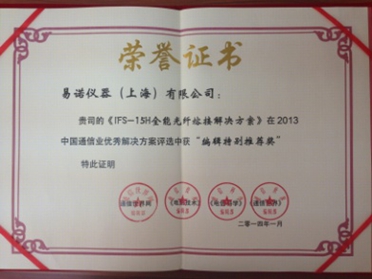 荣誉证书
易诺仪器（上海）有限公司：
贵司的《IFS-15H全能光纤熔接解决方案》在2013
中国通信业优秀解决方案评选中获“编辑特别推荐奖”
特此证明
二零一四年一月